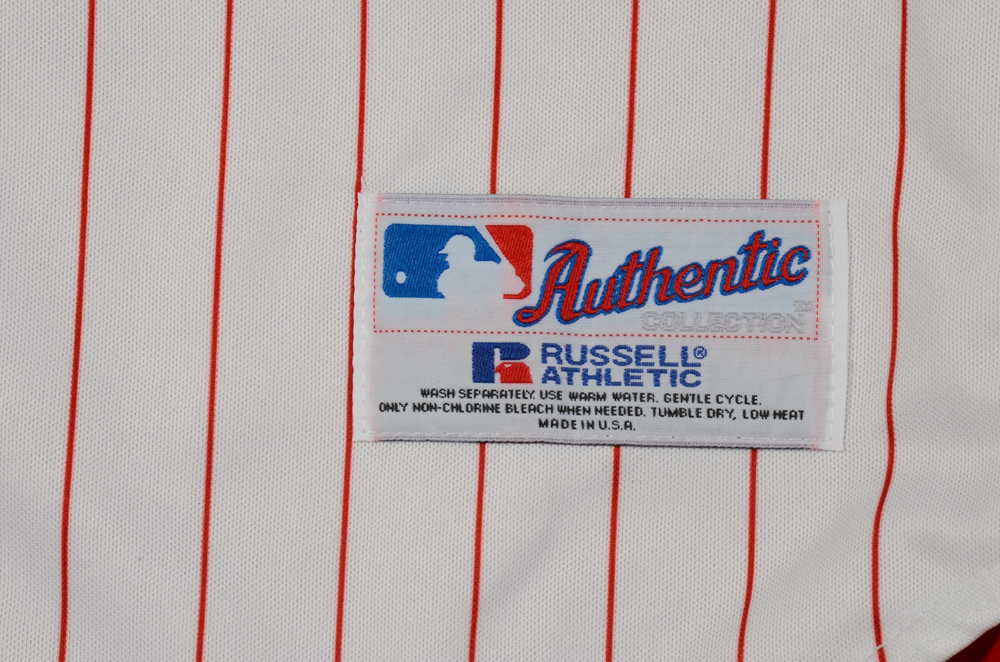 Authentic
COLLECTION™
RUSSELL®
ATHLETIC
WASH SEPARATELY. USE WARM WATER. GENTLE CYCLE.
ONLY NON-CHLORINE BLEACH WHEN NEEDED. TUMBLE DRY, LOW HEAT
MADE IN U.S.A.